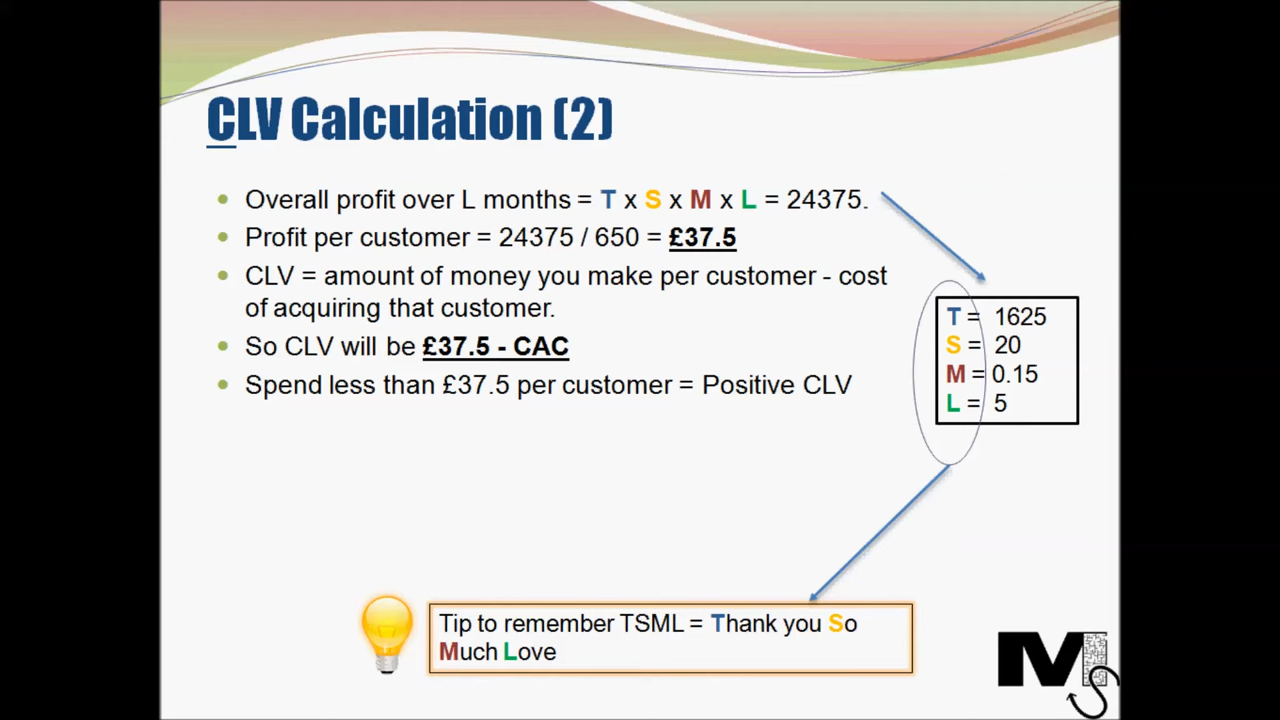 CLV Calculation (2)
Overall profit over L months = T x S x M x L = 24375.
Profit per customer = 24375 / 650 = £37.5
CLV = amount of money you make per customer - cost
of acquiring that customer.
So CLV will be £37.5 - CAC
Spend less than £37.5 per customer = Positive CLV
T = 1625
S = 20
M = 0.15
L = 5
Tip to remember TSML = Thank you So
Much Love
MS